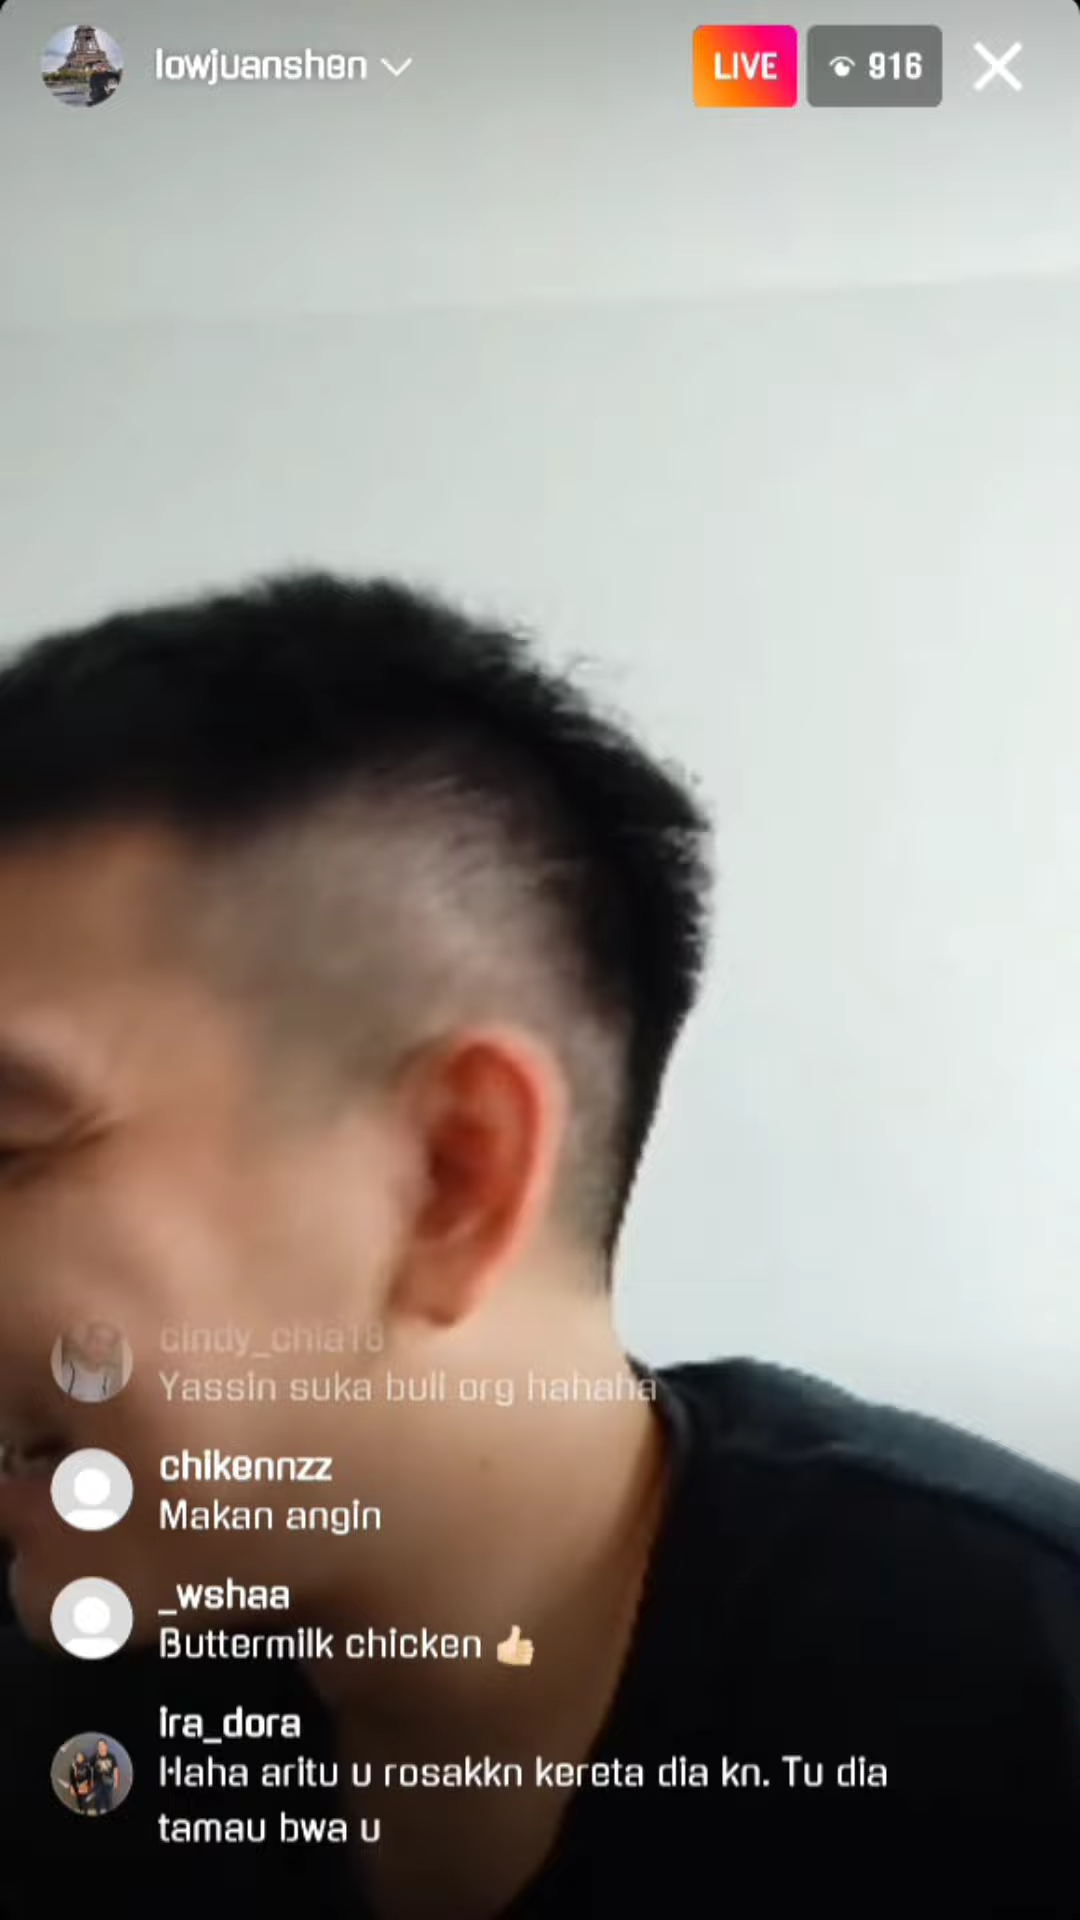 lowjuanshen
LIVE
916
cindy_chia18
Yassin suka buli org hahaha
chikennzz
Makan angin
_wshaa
Buttermilk chicken 👍🏻
ira_dora
Haha aritu u rosakkn kereta dia kn. Tu dia
tamau bwa u